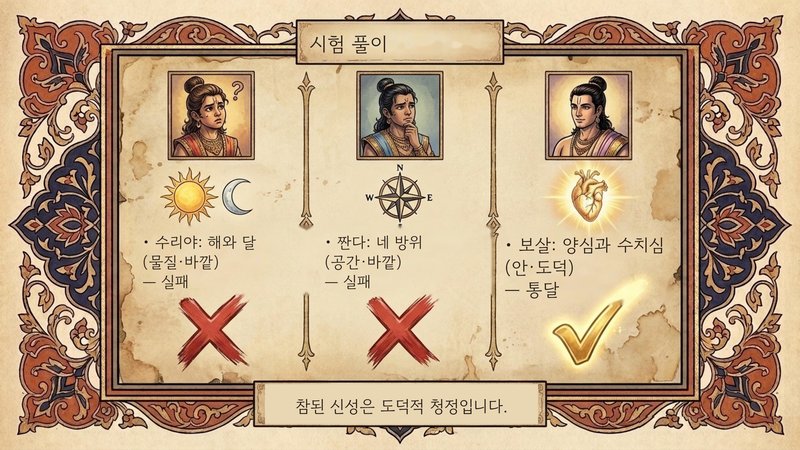 시험 풀이
?
• 수리야: 해와 달
(물질·바깥)
— 실패
N
W E
S
• 짠다: 네 방위
(공간·바깥)
— 실패
• 보살: 양심과 수치심
(안·도덕)
— 통달
참된 신성은 도덕적 청정입니다.